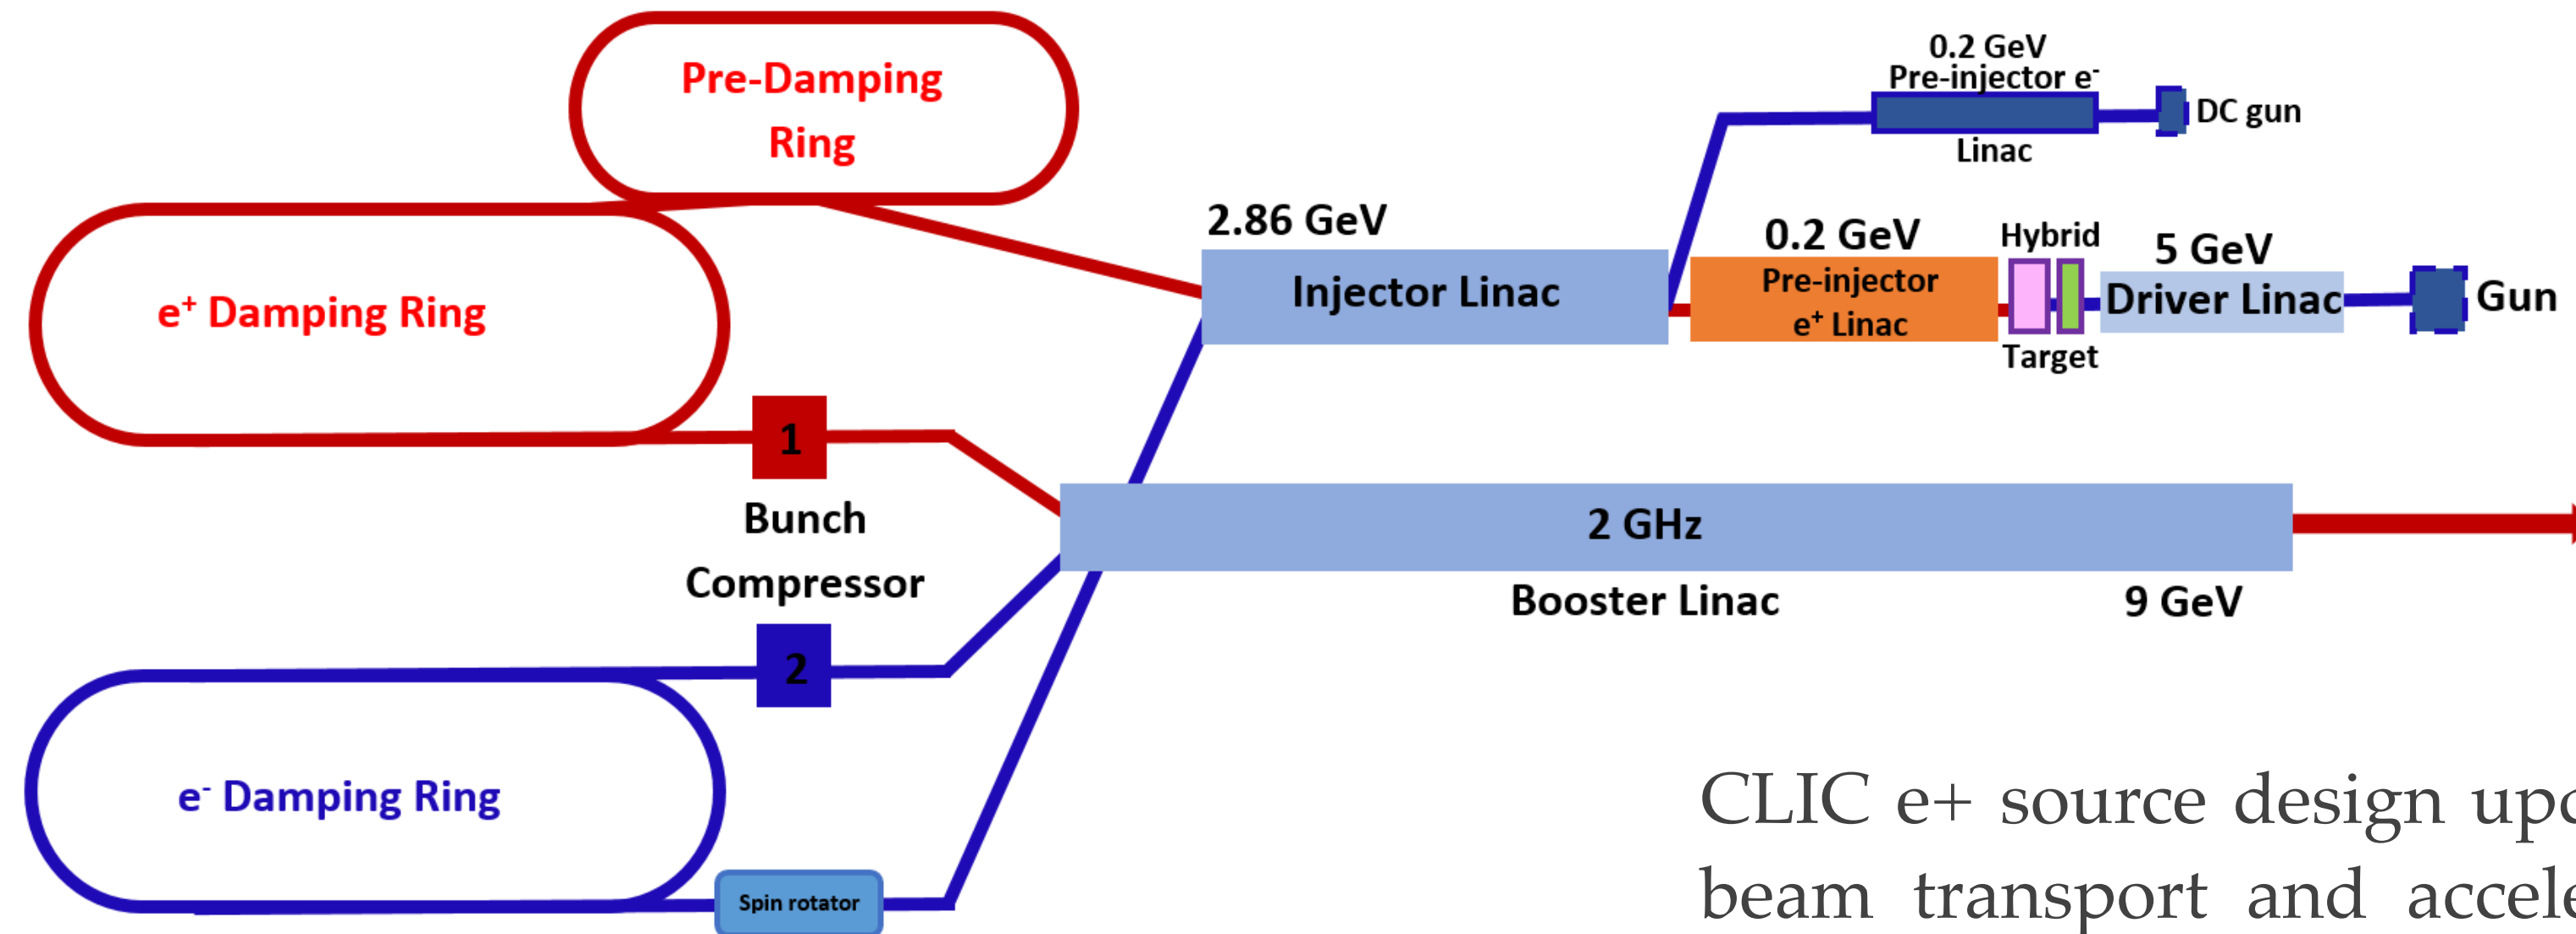 Pre-Damping
Ring
0.2 GeV
Pre-injector e⁻
Linac
DC gun
2.86 GeV
Injector Linac
0.2 GeV
Pre-injector
e⁺ Linac
Hybrid
Target
5 GeV
Driver Linac
Gun
e⁺ Damping Ring
1
Bunch
Compressor
2
2 GHz
Booster Linac
9 GeV
e⁻ Damping Ring
Spin rotator
CLIC e+ source design
beam transport and